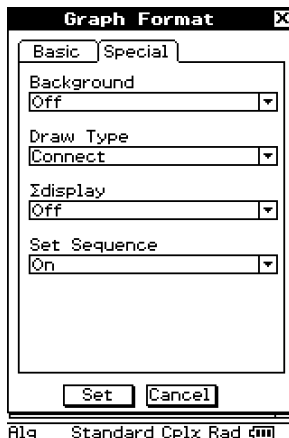 Graph Format X
Basic Special
Background
Off
Draw Type
Connect
Σdisplay
Off
Set Sequence
On
Set Cancel
Alg Standard Cplx Rad